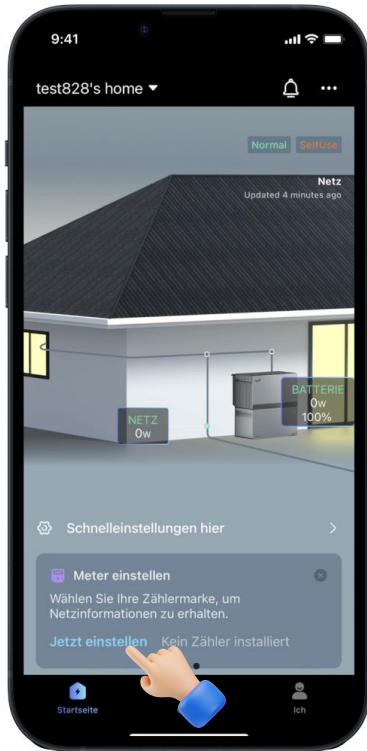 9:41
test828's home
Normal SelfUse
Netz
Updated 4 minutes ago
BATTERIE
0w
100%
NETZ
0w
Schnelleinstellungen hier
Meter einstellen
Wählen Sie Ihre Zählermarke, um
Netzinformationen zu erhalten.
Jetzt einstellen Kein Zähler installiert
Startseite Ich